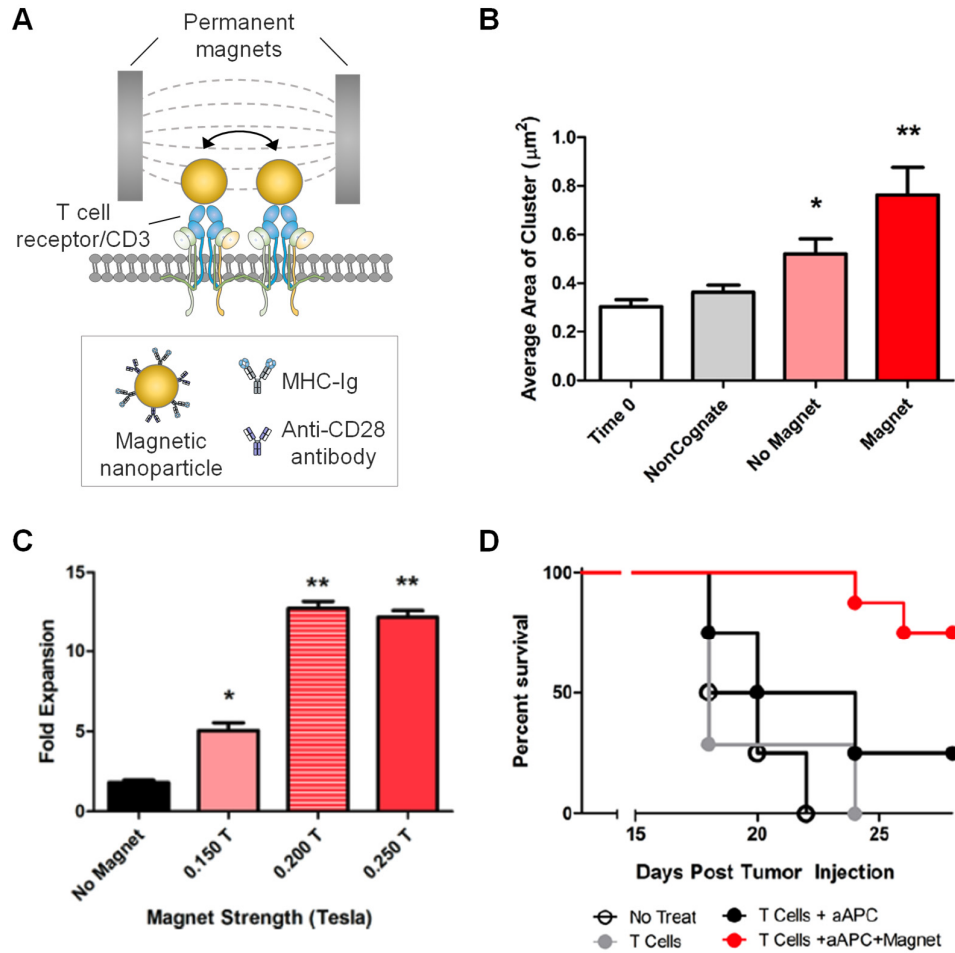 A
Permanent
magnets
T cell
receptor/CD3
Magnetic
nanoparticle
MHC-Ig
Anti-CD28
antibody
B
Average Area of Cluster (μm²)
1.0
0.8
0.6
0.4
0.2
0.0
*
**
Time 0
NonCognate
No Magnet
Magnet
C
Fold Expansion
15
10
5
0
*
**
**
No Magnet
0.150 T
0.200 T
0.250 T
Magnet Strength (Tesla)
D
Percent survival
100
50
0
15
20
25
Days Post Tumor Injection
No Treat
T Cells
T Cells + aAPC
T Cells +aAPC+Magnet